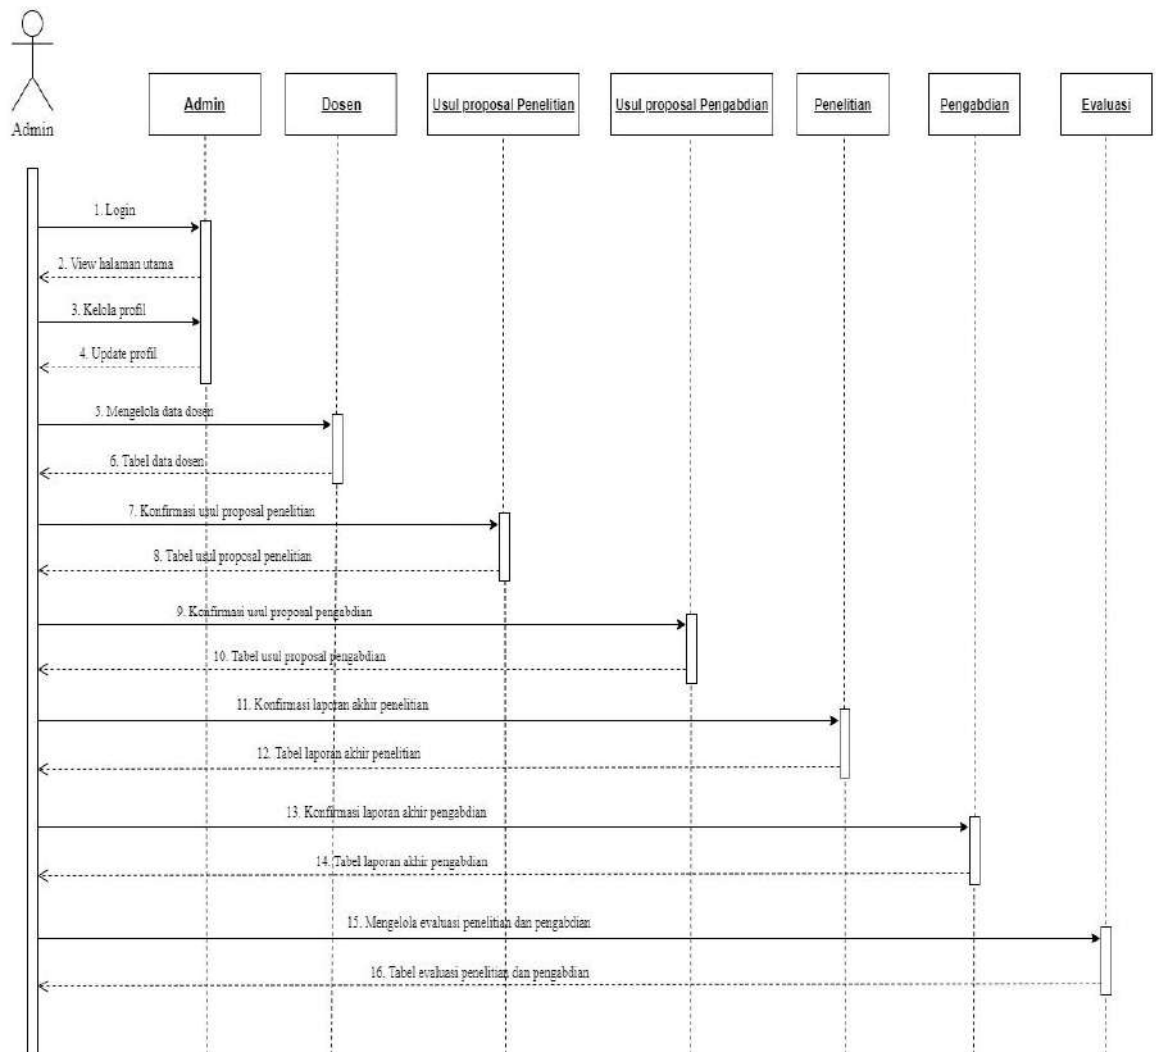 Admin
Admin
Dosen
Usul proposal Penelitian
Usul proposal Pengabdian
Penelitian
Pengabdian
Evaluasi
1. Login
2. View halaman utama
3. Kelola profil
4. Update profil
5. Mengelola data dosen
6. Tabel data dosen
7. Konfirmasi usul proposal penelitian
8. Tabel usul proposal penelitian
9. Konfirmasi usul proposal pengabdian
10. Tabel usul proposal pengabdian
11. Konfirmasi laporan akhir penelitian
12. Tabel laporan akhir penelitian
13. Konfirmasi laporan akhir pengabdian
14. Tabel laporan akhir pengabdian
15. Mengelola evaluasi penelitian dan pengabdian
16. Tabel evaluasi penelitian dan pengabdian